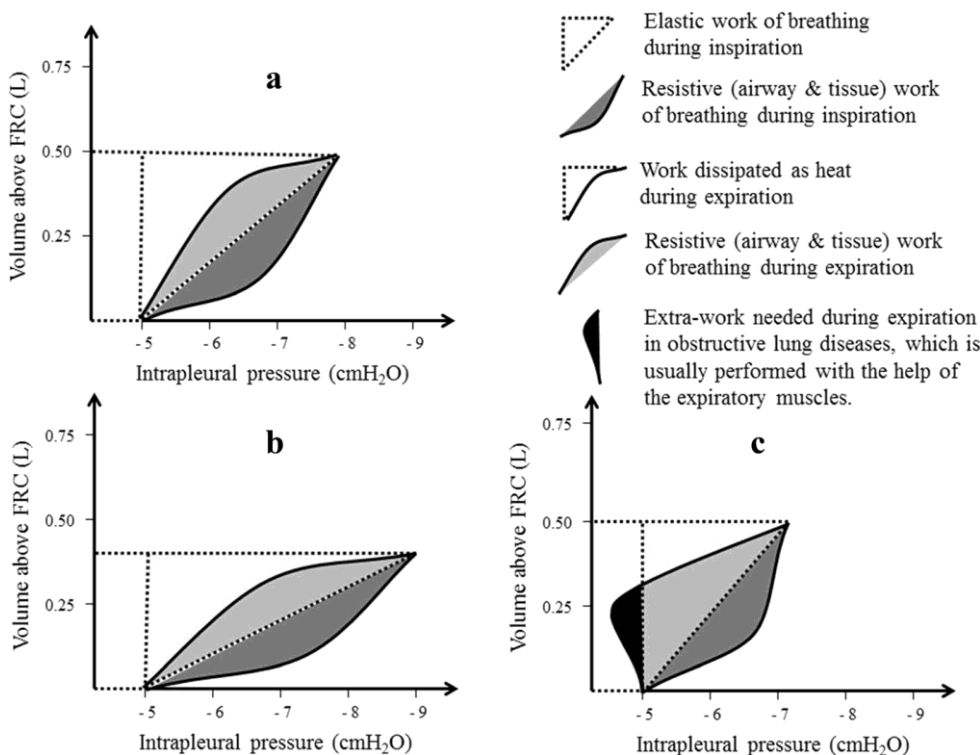 a
Volume above FRC (L)
0.75
0.50
0.25
- 5
- 6
- 7
- 8
- 9
Intrapleural pressure (cmH₂O)
Elastic work of breathing
during inspiration
Resistive (airway & tissue) work
of breathing during inspiration
Work dissipated as heat
during expiration
Resistive (airway & tissue) work
of breathing during expiration
Extra-work needed during expiration
in obstructive lung diseases, which is
usually performed with the help of
the expiratory muscles.
b
Volume above FRC (L)
0.75
0.50
0.25
- 5
- 6
- 7
- 8
- 9
Intrapleural pressure (cmH₂O)
c
Volume above FRC (L)
0.75
0.50
0.25
- 5
- 6
- 7
- 8
- 9
Intrapleural pressure (cmH₂O)